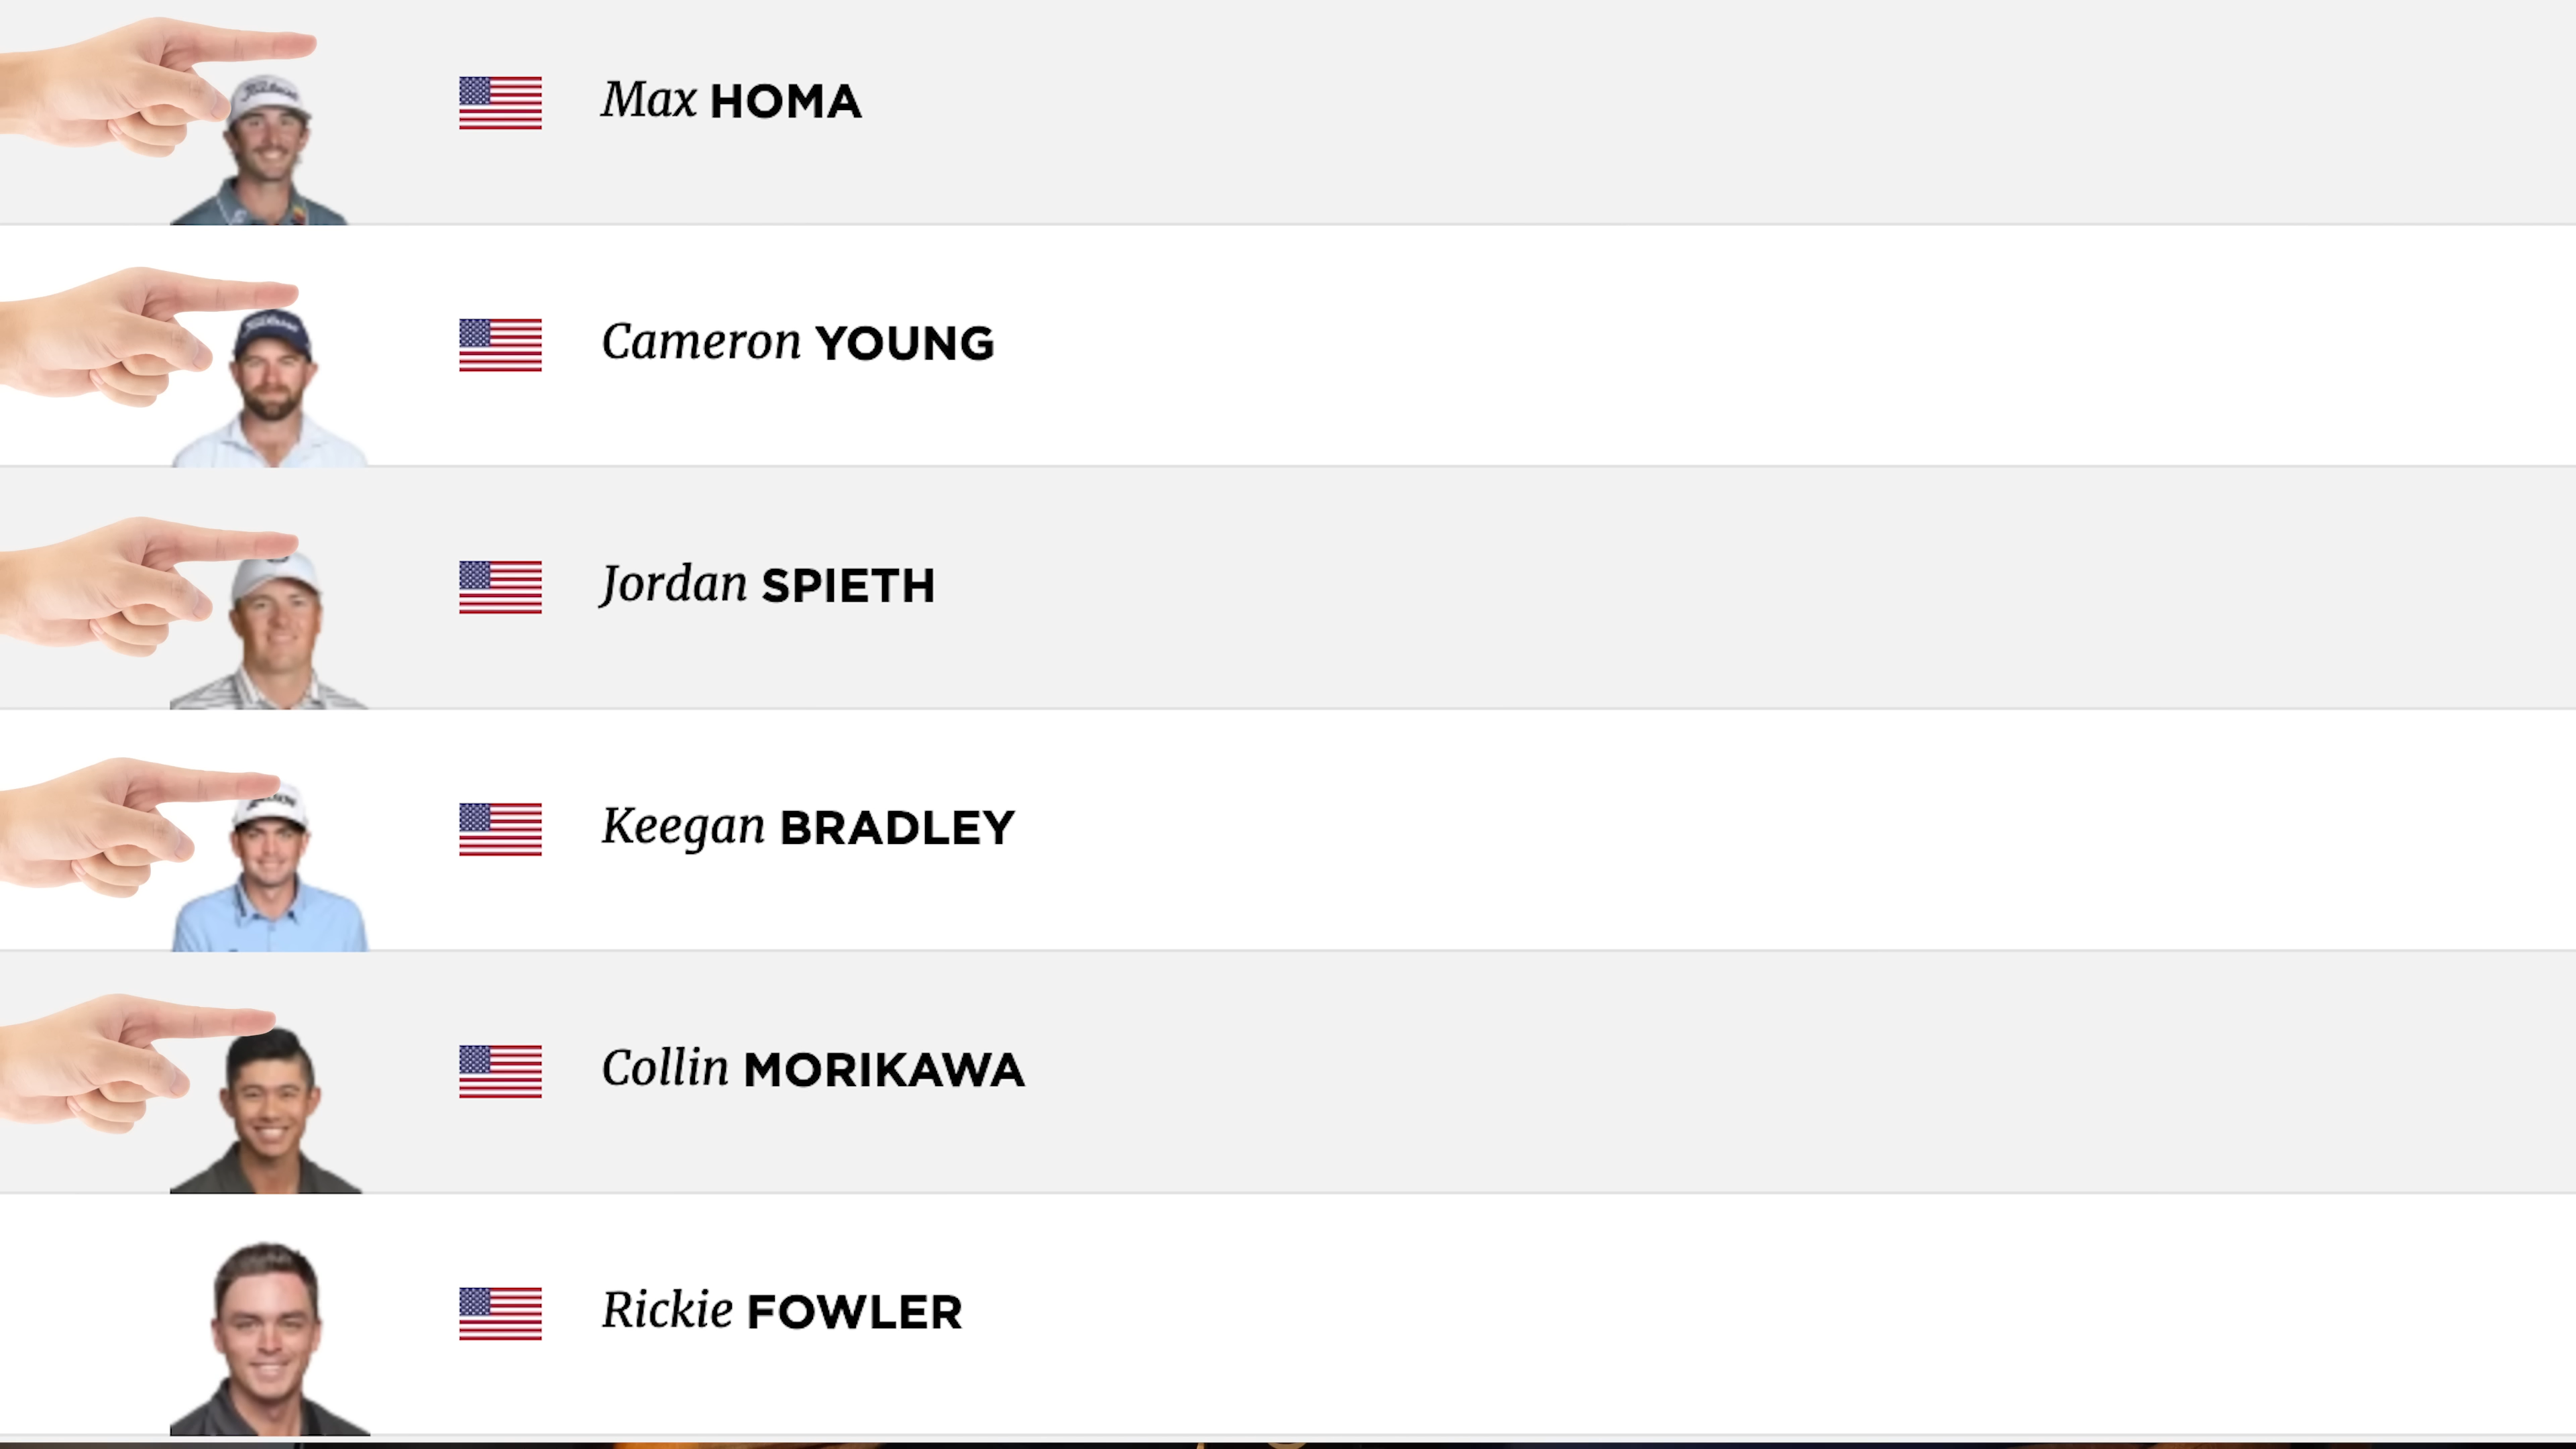 Max HOMA
Cameron YOUNG
Jordan SPIETH
Keegan BRADLEY
Collin MORIKAWA
Rickie FOWLER